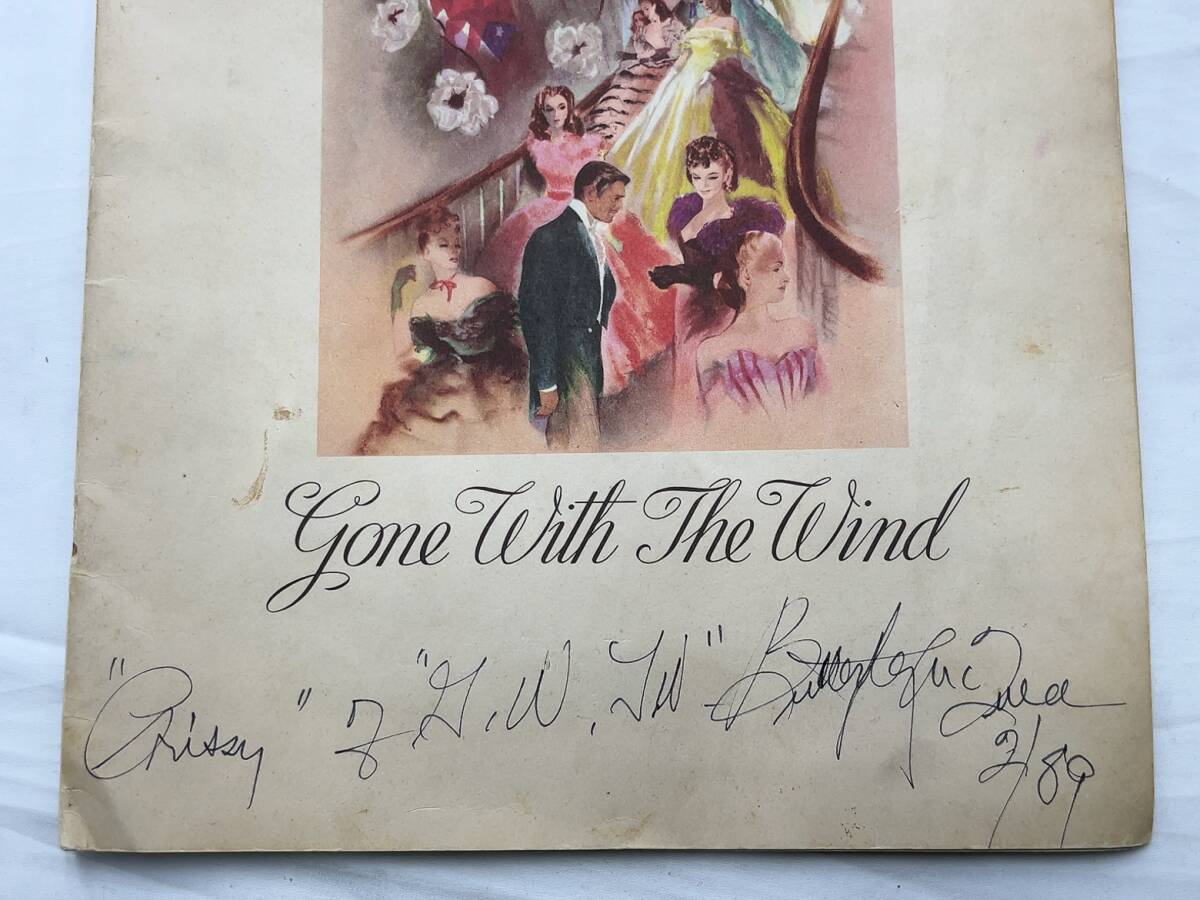 Gone With The Wind
"Prissy" of "G.W.T.W" Butterfly McQueen
2/89